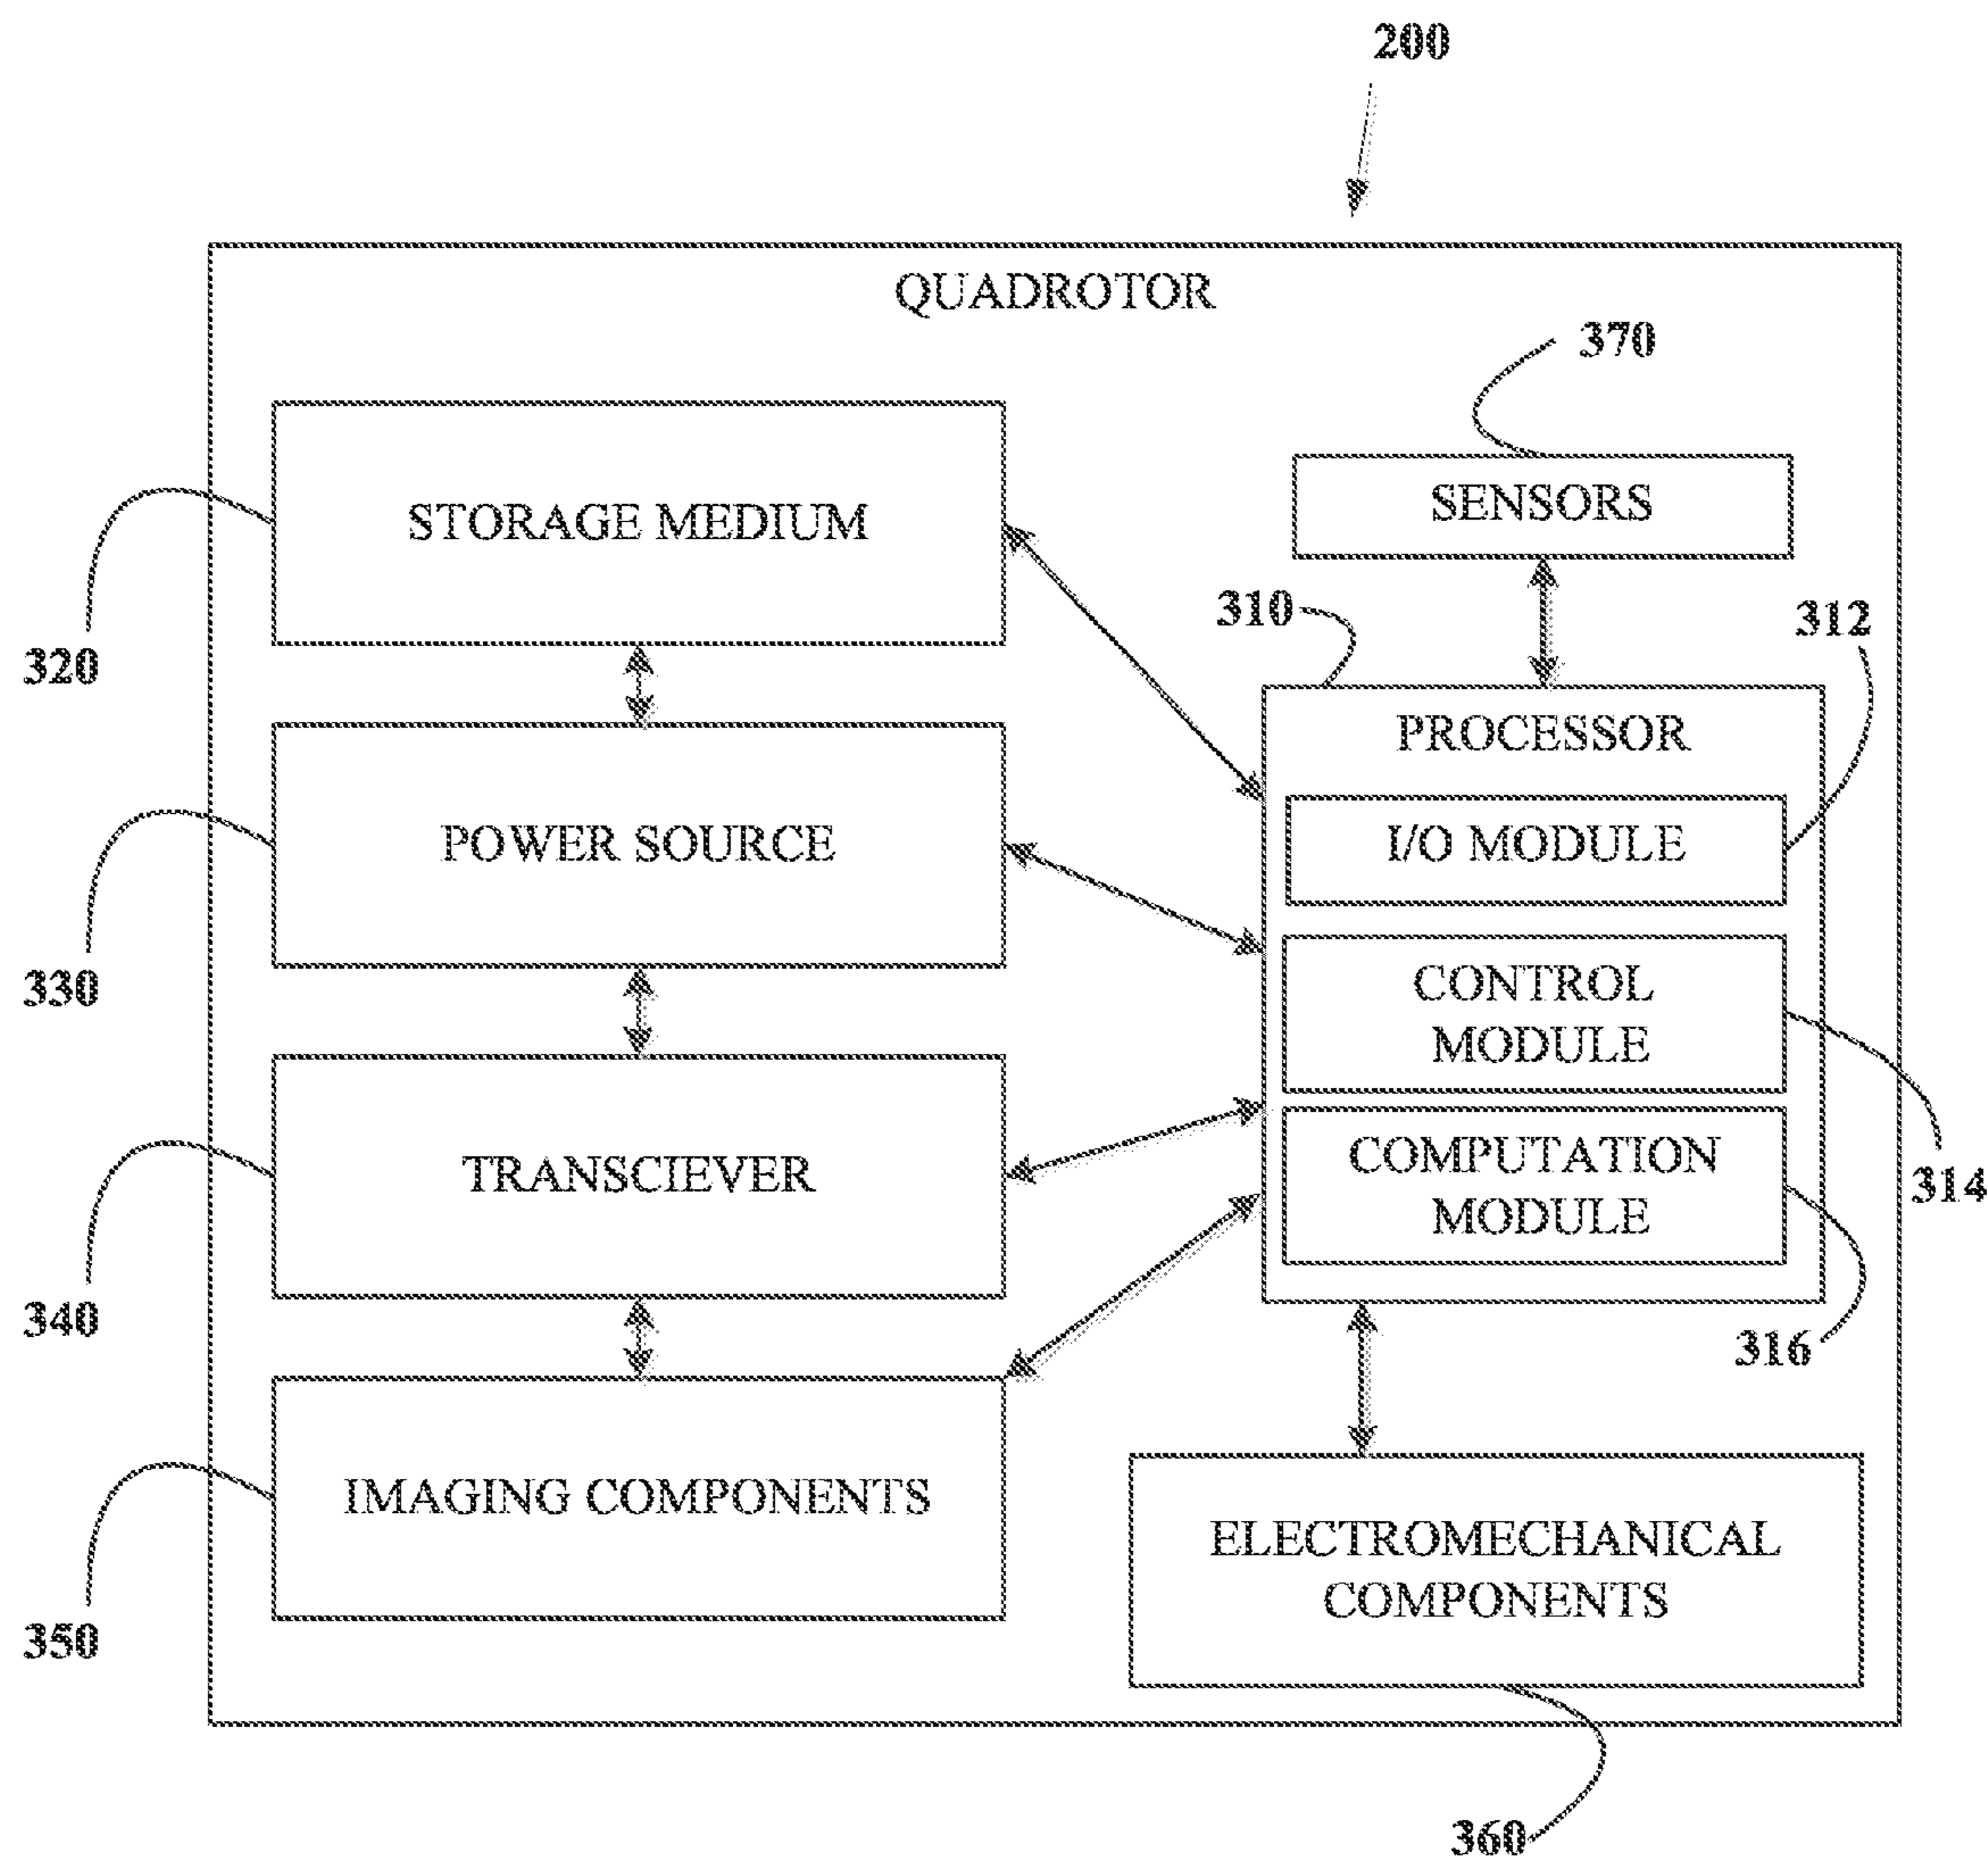 200
QUADROTOR
370
STORAGE MEDIUM
SENSORS
310
312
320
PROCESSOR
POWER SOURCE
I/O MODULE
330
CONTROL
MODULE
TRANSCIEVER
COMPUTATION
MODULE
314
340
316
IMAGING COMPONENTS
ELECTROMECHANICAL
COMPONENTS
350
360